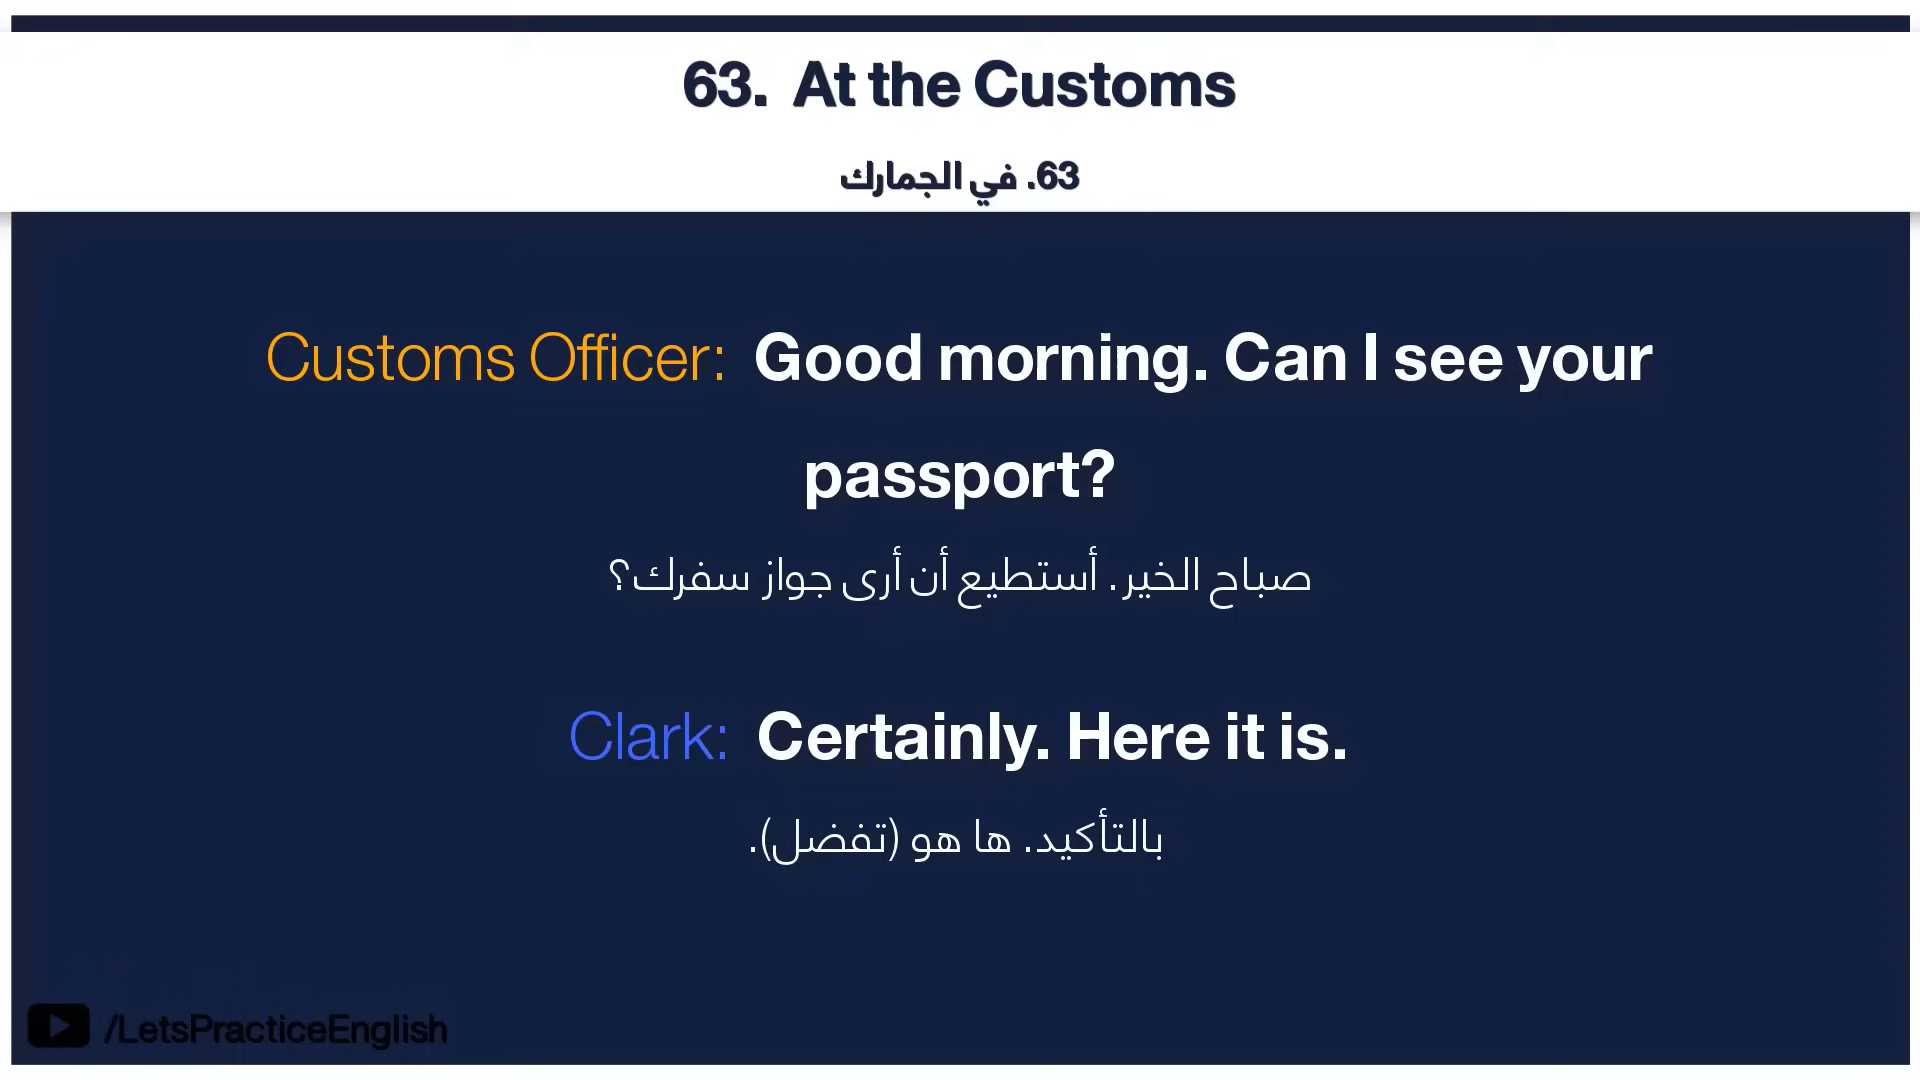 63. At the Customs
63. في الجمارك
Customs Officer: Good morning. Can I see your
passport?
صباح الخير. أستطيع أن أرى جواز سفرك؟
Clark: Certainly. Here it is.
بالتأكيد. ها هو (تفضل).
/LetsPracticeEnglish